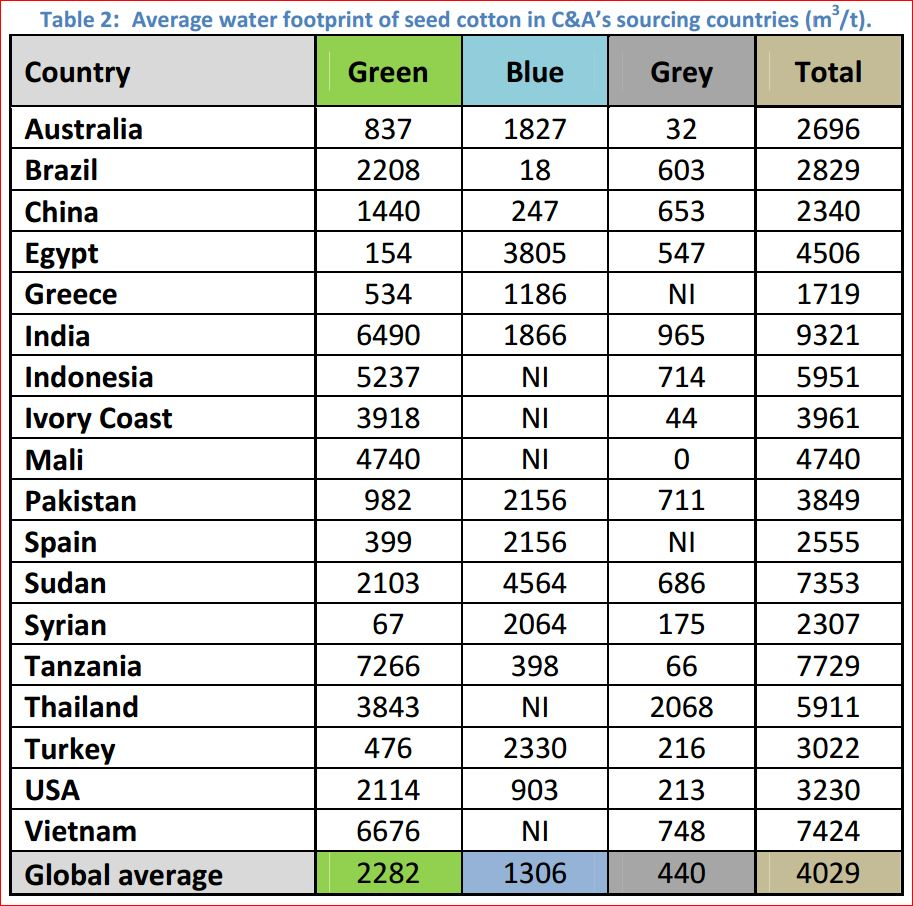 Table 2:  Average water footprint of seed cotton in C&A’s sourcing countries (m³/t).
Country Green Blue Grey Total
Australia 837 1827 32 2696
Brazil 2208 18 603 2829
China 1440 247 653 2340
Egypt 154 3805 547 4506
Greece 534 1186 NI 1719
India 6490 1866 965 9321
Indonesia 5237 NI 714 5951
Ivory Coast 3918 NI 44 3961
Mali 4740 NI 0 4740
Pakistan 982 2156 711 3849
Spain 399 2156 NI 2555
Sudan 2103 4564 686 7353
Syrian 67 2064 175 2307
Tanzania 7266 398 66 7729
Thailand 3843 NI 2068 5911
Turkey 476 2330 216 3022
USA 2114 903 213 3230
Vietnam 6676 NI 748 7424
Global average 2282 1306 440 4029